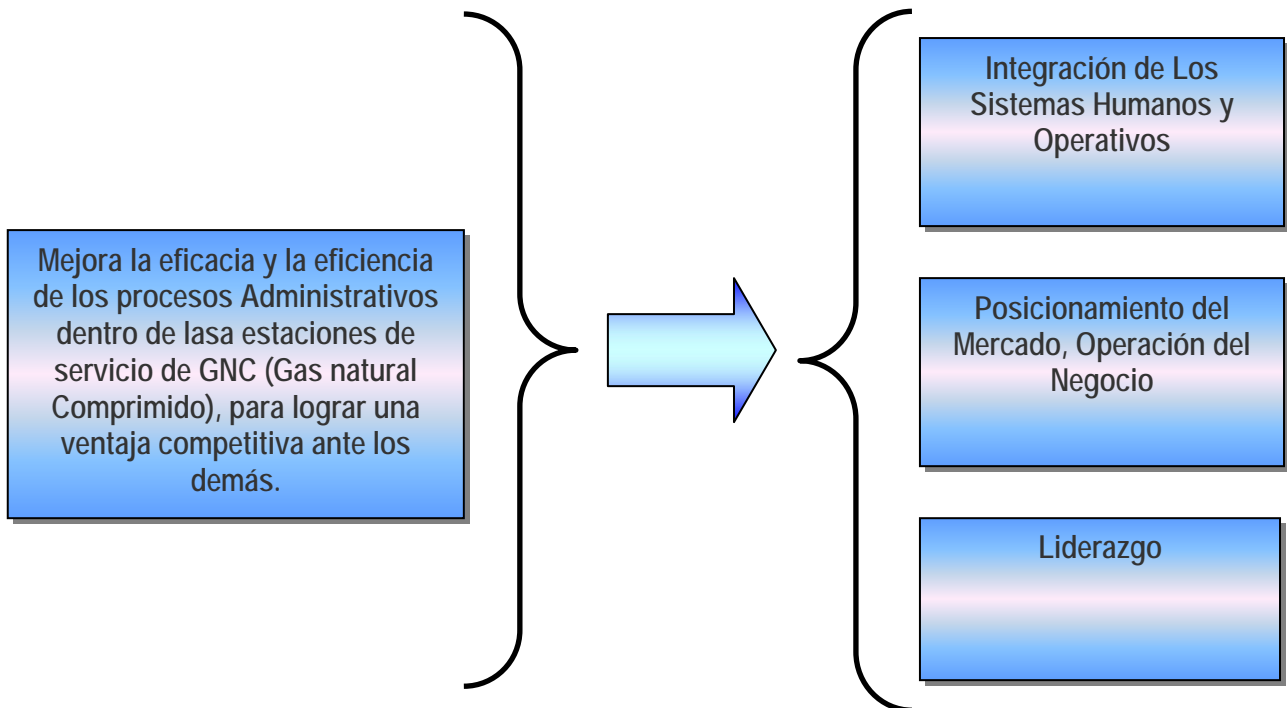 Mejora la eficacia y la eficiencia
de los procesos Administrativos
dentro de lasa estaciones de
servicio de GNC (Gas natural
Comprimido), para lograr una
ventaja competitiva ante los
demás.
Integración de Los
Sistemas Humanos y
Operativos
Posicionamiento del
Mercado, Operación del
Negocio
Liderazgo